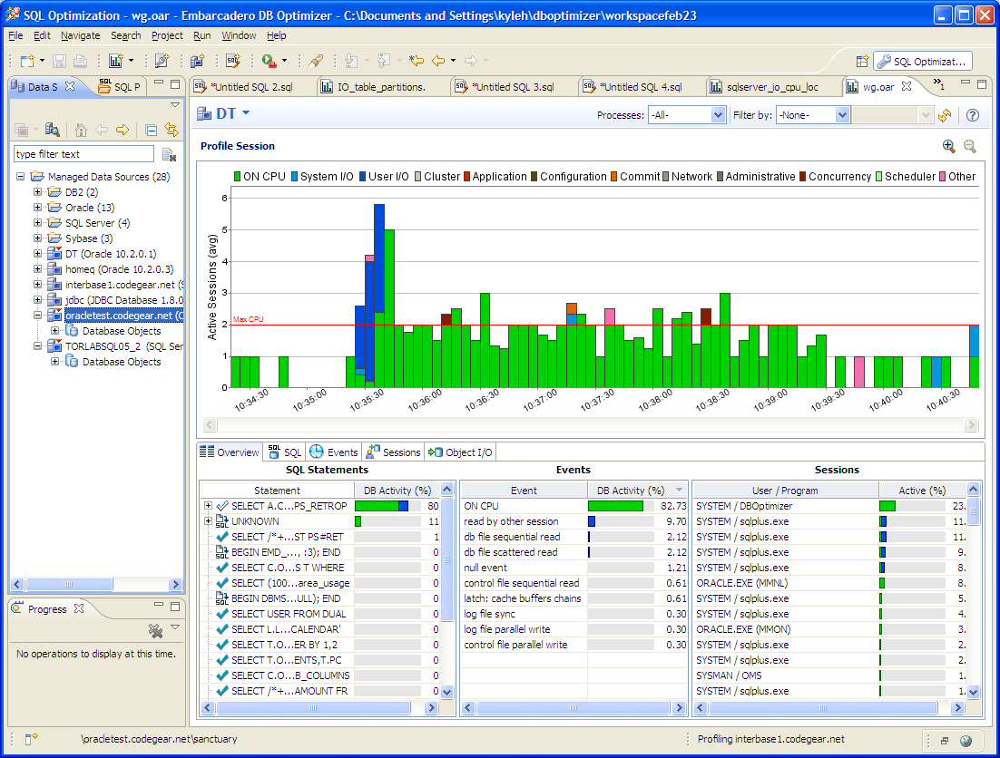 SQL Optimization - wg.oar - Embarcadero DB Optimizer - C:\Documents and Settings\kyleh\dboptimizer\workspacefeb23
File Edit Navigate Search Project Run Window Help
SQL Optimizat...
Data S SQL P
*Untitled SQL 2.sql IO_table_partitions. *Untitled SQL 3.sql *Untitled SQL 4.sql sqlserver_io_cpu_loc wg.oar »1
DT Processes: -All- Filter by: -None-
type filter text
Managed Data Sources (28)
DB2 (2)
Oracle (13)
SQL Server (4)
Sybase (3)
DT (Oracle 10.2.0.1)
homeq (Oracle 10.2.0.3)
interbase1.codegear.net (S
jdbc (JDBC Database 1.8.0
oracletest.codegear.net (O
Database Objects
TORLABSQL05_2 (SQL Ser
Database Objects
Progress
No operations to display at this time.
Profile Session
ON CPU System I/O User I/O Cluster Application Configuration Commit Network Administrative Concurrency Scheduler Other
Active Sessions (avg)
6
5
4
3
2
1
0
Max CPU
10:34:30 10:35:00 10:35:30 10:36:00 10:36:30 10:37:00 10:37:30 10:38:00 10:38:30 10:39:00 10:39:30 10:40:00 10:40:30
Overview SQL Events Sessions Object I/O
SQL Statements
Statement DB Activity (%)
SELECT A.C...PS_RETROP 80
UNKNOWN 11
SELECT /*+...ST PS#RET 1
BEGIN EMD_..., :3); END 0
SELECT C.O...S T WHERE 0
SELECT (100...area_usage 0
BEGIN DBMS...ULL); END 0
SELECT USER FROM DUAL 0
SELECT L.L...CALENDAR' 0
SELECT T.O...ER BY 1,2 0
SELECT T.O...ENTS,T.PC 0
SELECT C.O...B_COLUMNS 0
SELECT /*+...AMOUNT FR 0
Events
Event DB Activity (%)
ON CPU 82.73
read by other session 9.70
db file sequential read 2.12
db file scattered read 2.12
null event 1.21
control file sequential read 0.61
latch: cache buffers chains 0.61
log file sync 0.30
log file parallel write 0.30
control file parallel write 0.30
Sessions
User / Program Active (%)
SYSTEM / DBOptimizer 23.
SYSTEM / sqlplus.exe 11.
SYSTEM / sqlplus.exe 11.
SYSTEM / sqlplus.exe 9.
SYSTEM / sqlplus.exe 8.
ORACLE.EXE (MMNL) 8.
SYSTEM / sqlplus.exe 5.
SYSTEM / sqlplus.exe 4.
ORACLE.EXE (MMON) 3.
SYSTEM / sqlplus.exe 2.
SYSTEM / sqlplus.exe 2.
SYSMAN / OMS 1.
SYSTEM / sqlplus.exe 1.
\oracletest.codegear.net\sanctuary Profiling interbase1.codegear.net